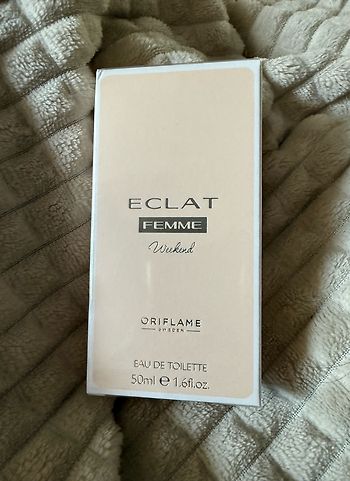 ECLAT
FEMME
Weekend
ORIFLAME
SWEDEN
EAU DE TOILETTE
50ml ℮ 1.6fl.oz.